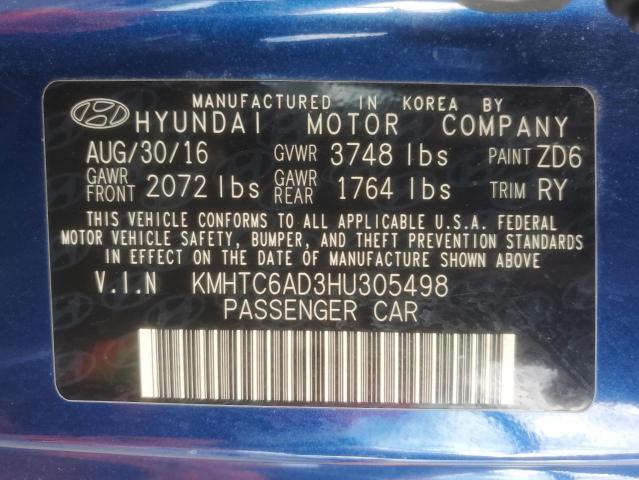 MANUFACTURED IN KOREA BY
HYUNDAI MOTOR COMPANY
AUG/30/16 GVWR 3748 lbs PAINT ZD6
GAWR FRONT 2072 lbs GAWR REAR 1764 lbs TRIM RY
THIS VEHICLE CONFORMS TO ALL APPLICABLE U.S.A. FEDERAL
MOTOR VEHICLE SAFETY, BUMPER, AND THEFT PREVENTION STANDARDS
IN EFFECT ON THE DATE OF MANUFACTURE SHOWN ABOVE.
V.I.N KMHTC6AD3HU305498
PASSENGER CAR